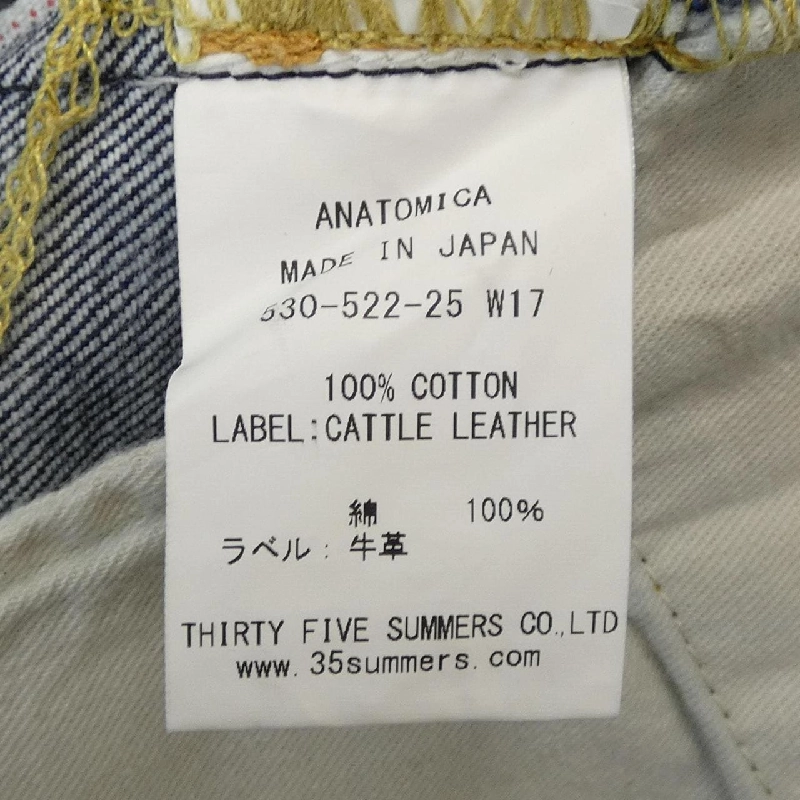 ANATOMICA
MADE IN JAPAN
530-522-25 W17
100% COTTON
LABEL:CATTLE LEATHER
綿 100%
ラベル: 牛革
THIRTY FIVE SUMMERS CO.,LTD
www.35summers.com